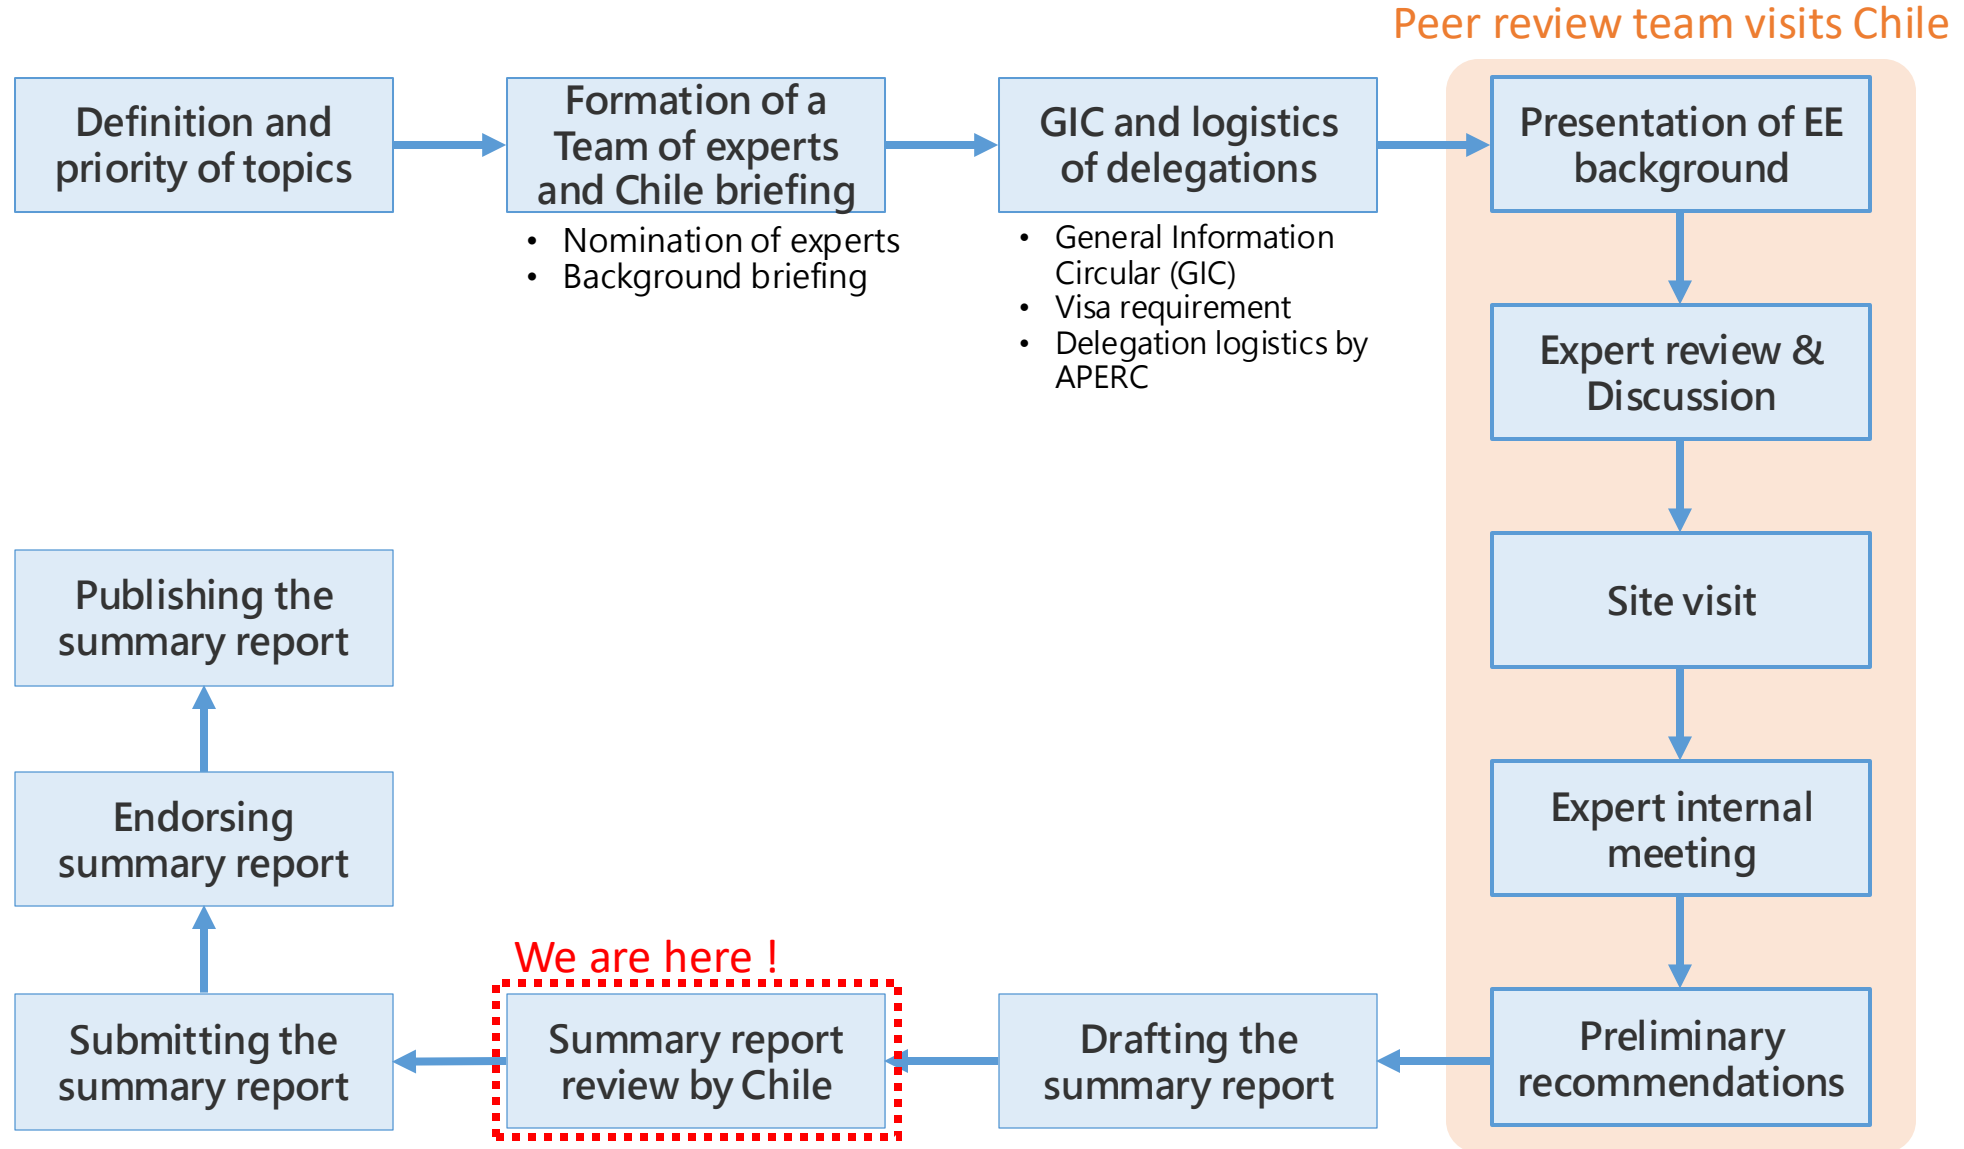 Peer review team visits Chile
Definition and
priority of topics
Formation of a
Team of experts
and Chile briefing
• Nomination of experts
• Background briefing
GIC and logistics
of delegations
• General Information
Circular (GIC)
• Visa requirement
• Delegation logistics by
APERC
Presentation of EE
background
Expert review &
Discussion
Site visit
Expert internal
meeting
Preliminary
recommendations
Drafting the
summary report
We are here !
Summary report
review by Chile
Submitting the
summary report
Endorsing
summary report
Publishing the
summary report